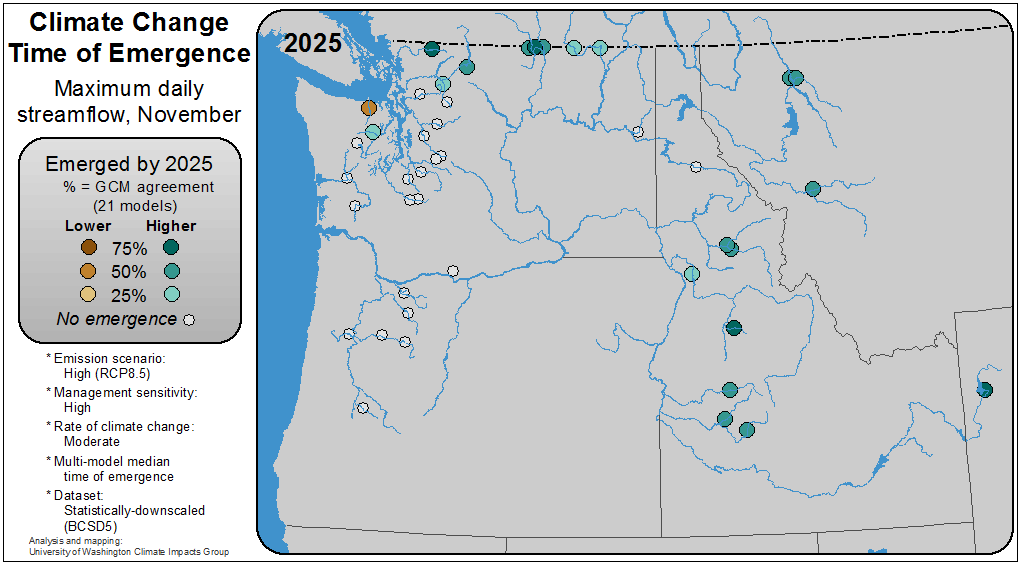 Climate Change
Time of Emergence
Maximum daily
streamflow, November
Emerged by 2025
% = GCM agreement
(21 models)
Lower Higher
75%
50%
25%
No emergence
* Emission scenario:
High (RCP8.5)
* Management sensitivity:
High
* Rate of climate change:
Moderate
* Multi-model median
time of emergence
* Dataset:
Statistically-downscaled
(BCSD5)
Analysis and mapping:
University of Washington Climate Impacts Group
2025